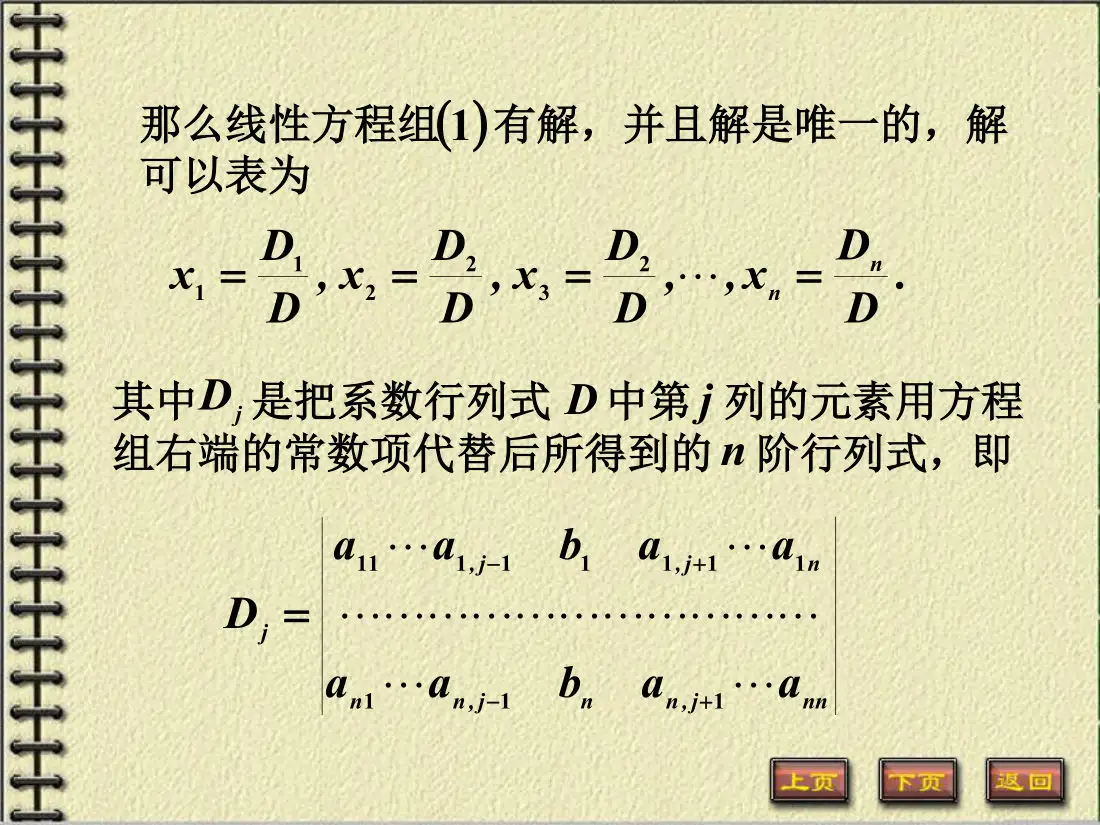 那么线性方程组(1)有解，并且解是唯一的，解
可以表为
x₁ = D₁/D , x₂ = D₂/D , x₃ = D₂/D , ⋯ , xₙ = Dₙ/D .
其中 Dⱼ 是把系数行列式 D 中第 j 列的元素用方程
组右端的常数项代替后所得到的 n 阶行列式，即
a₁₁ ⋯ a₁,ⱼ₋₁ b₁ a₁,ⱼ₊₁ ⋯ a₁ₙ
Dⱼ = ⋯⋯⋯⋯⋯⋯⋯⋯⋯⋯⋯
aₙ₁ ⋯ aₙ,ⱼ₋₁ bₙ aₙ,ⱼ₊₁ ⋯ aₙₙ
上页 下页 返回